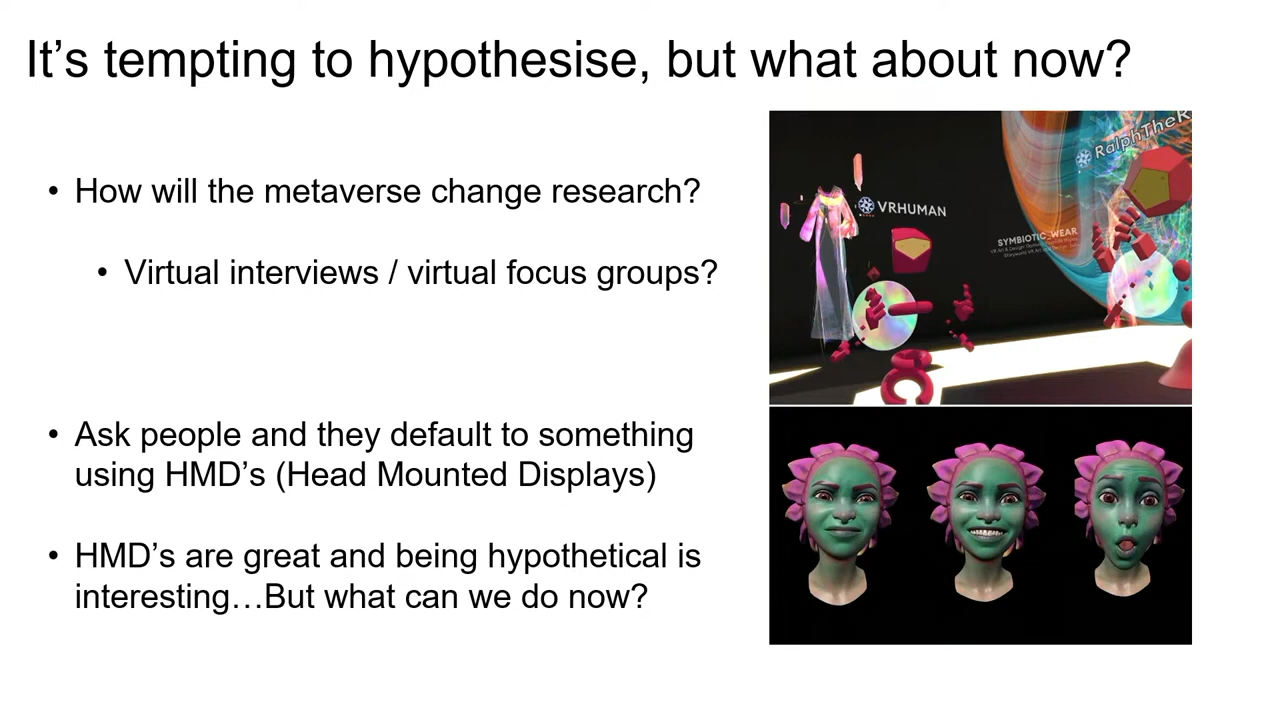 It’s tempting to hypothesise, but what about now?
• How will the metaverse change research?
• Virtual interviews / virtual focus groups?
• Ask people and they default to something
using HMD’s (Head Mounted Displays)
• HMD’s are great and being hypothetical is
interesting…But what can we do now?
RalphTheR
VRHUMAN
SYMBIOTIC_WEAR